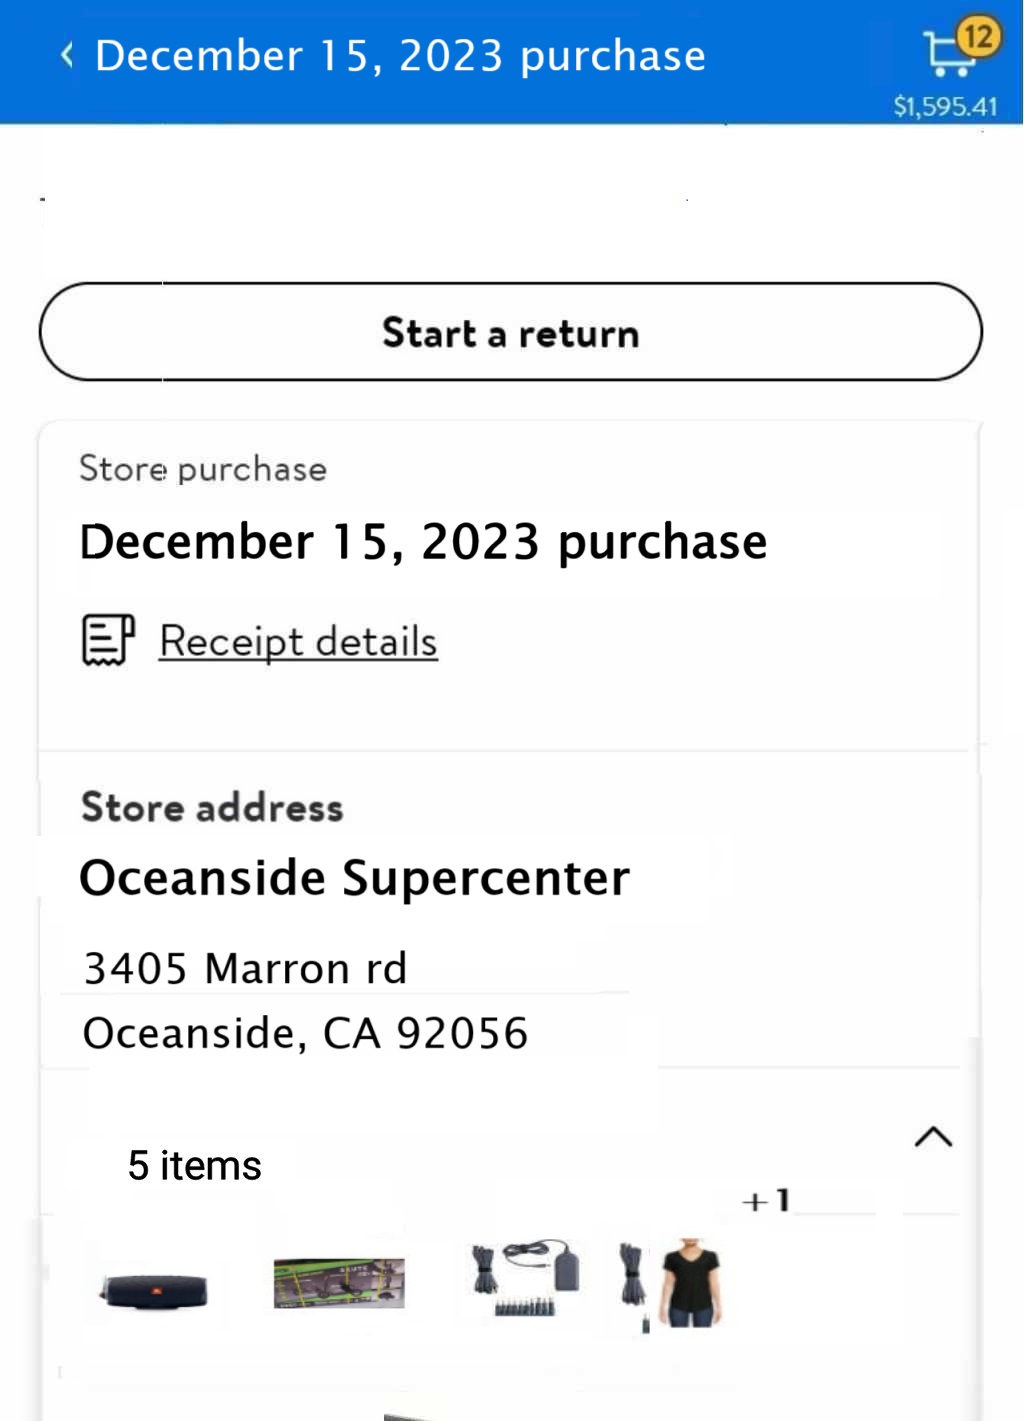 December 15, 2023 purchase
12
$1,595.41
Start a return
Store purchase
December 15, 2023 purchase
Receipt details
Store address
Oceanside Supercenter
3405 Marron rd
Oceanside, CA 92056
5 items
+1